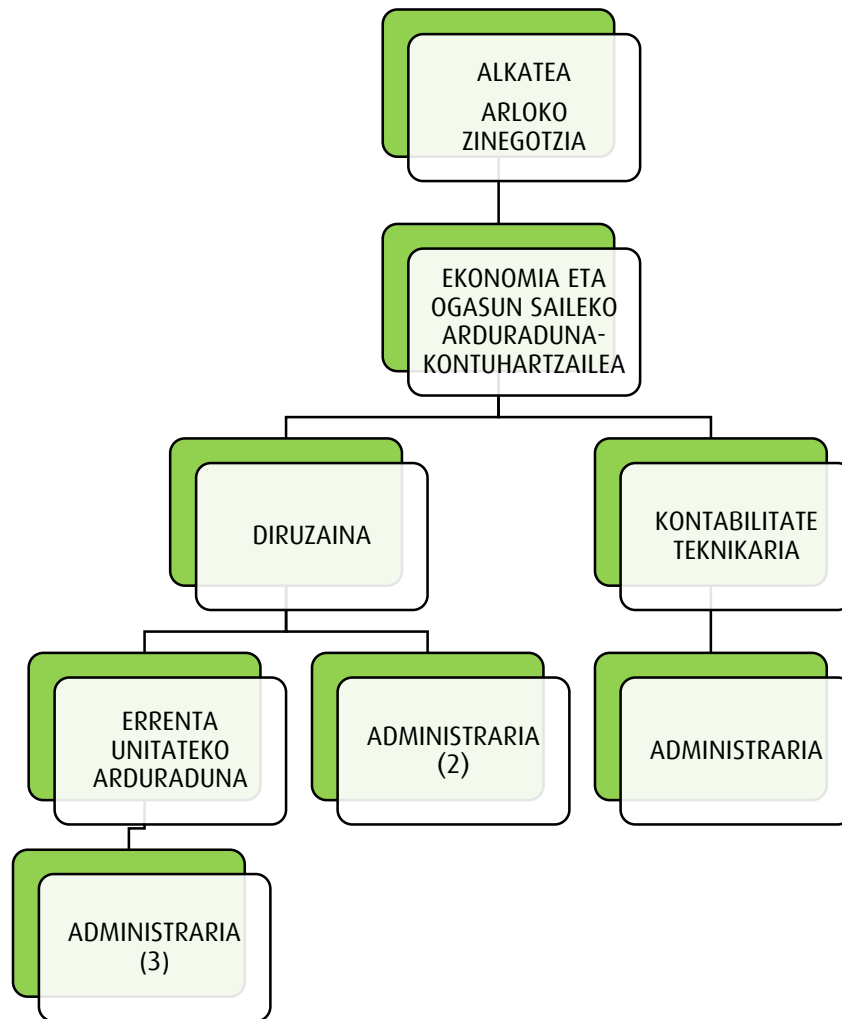 ALKATEA
ARLOKO
ZINEGOTZIA
EKONOMIA ETA
OGASUN SAILEKO
ARDURADUNA-
KONTUHARTZAILEA
DIRUZAINA
KONTABILITATE
TEKNIKARIA
ERRENTA
UNITATEKO
ARDURADUNA
ADMINISTRARIA
(2)
ADMINISTRARIA
ADMINISTRARIA
(3)